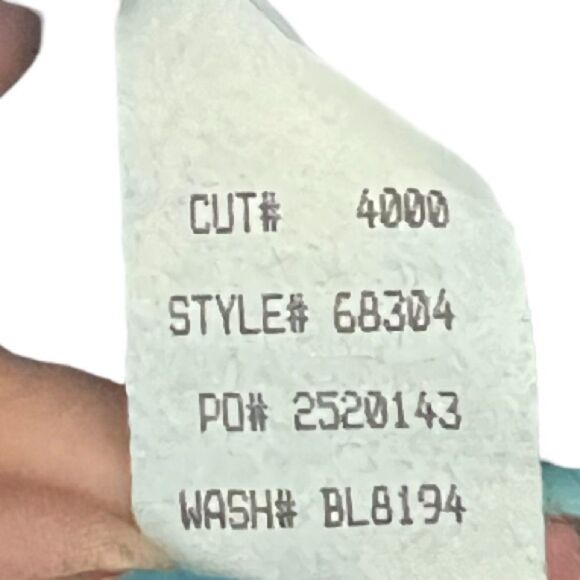 CUT# 4000
STYLE# 68304
PO# 2520143
WASH# BL8194